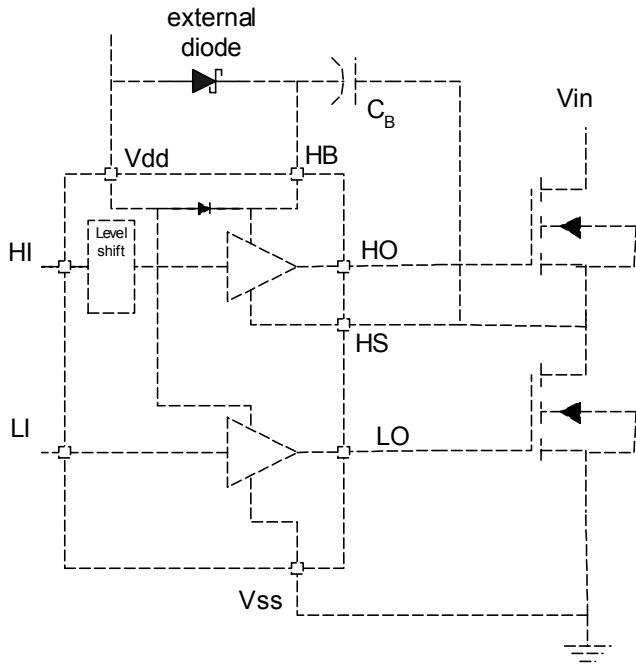 external
diode
C_B
Vin
Vdd
HB
Level
shift
HI
HO
HS
LI
LO
Vss